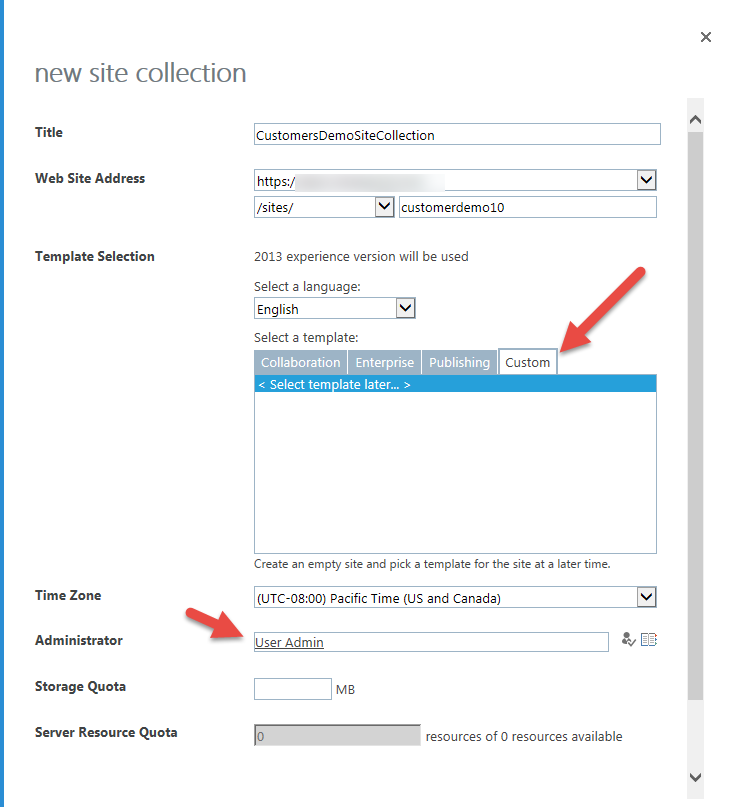 new site collection
Title
CustomersDemoSiteCollection
Web Site Address
https:/
/sites/
customerdemo10
Template Selection
2013 experience version will be used
Select a language:
English
Select a template:
Collaboration Enterprise Publishing Custom
< Select template later... >
Create an empty site and pick a template for the site at a later time.
Time Zone
(UTC-08:00) Pacific Time (US and Canada)
Administrator
User Admin
Storage Quota
MB
Server Resource Quota
0 resources of 0 resources available